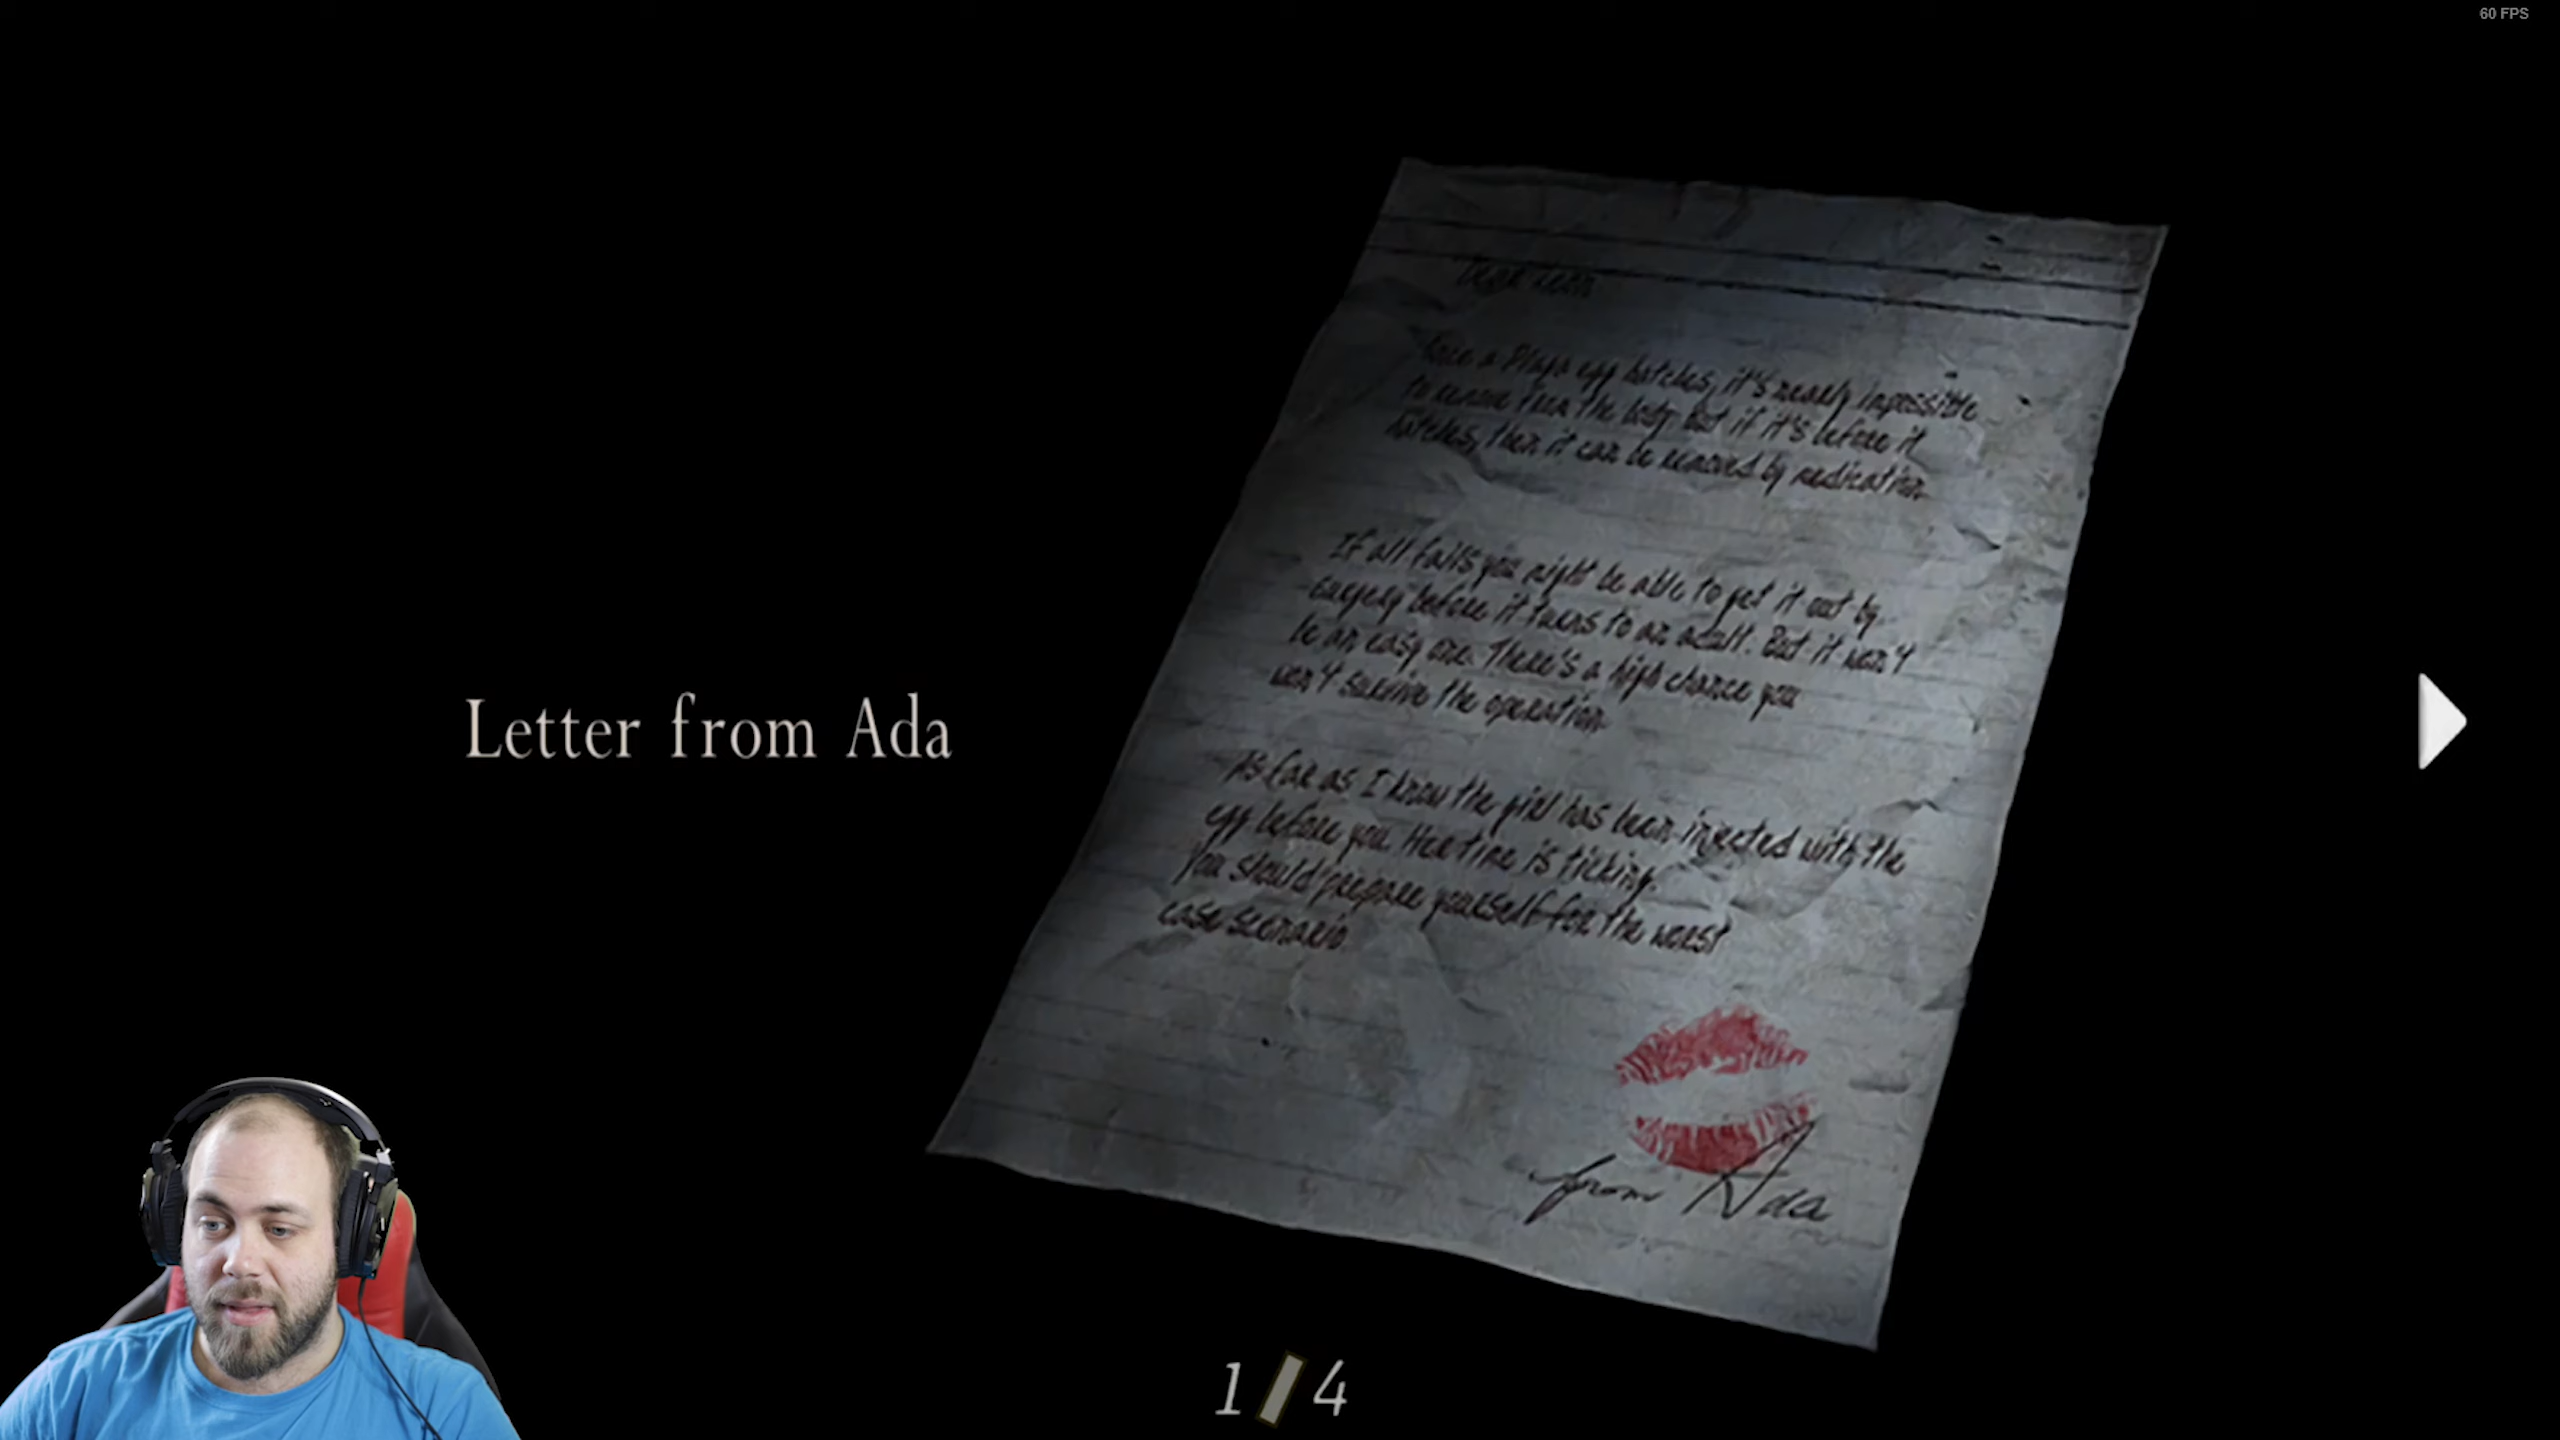 60 FPS
Letter from Ada
Dear Leon
Once a Plaga egg hatches, it's nearly impossible
to remove from the body. But if it's before it
hatches, then it can be removed by medication.
If all fails you might be able to get it out by
before it turns to an adult. But it won't
be an easy one. There's a high chance you
won't survive the operation.
As far as I know the girl has been injected with the
egg before you. Her time is ticking.
You should prepare yourself for the worst
case scenario.
from Ada
1/4